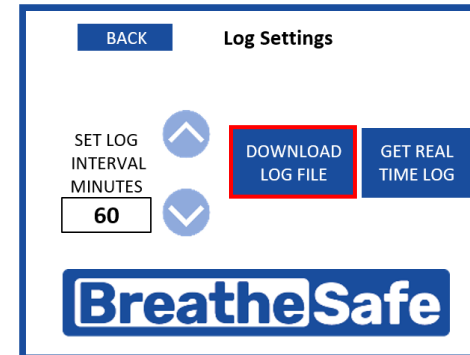 BACK
Log Settings
SET LOG
INTERVAL
MINUTES
60
DOWNLOAD
LOG FILE
GET REAL
TIME LOG
BreatheSafe